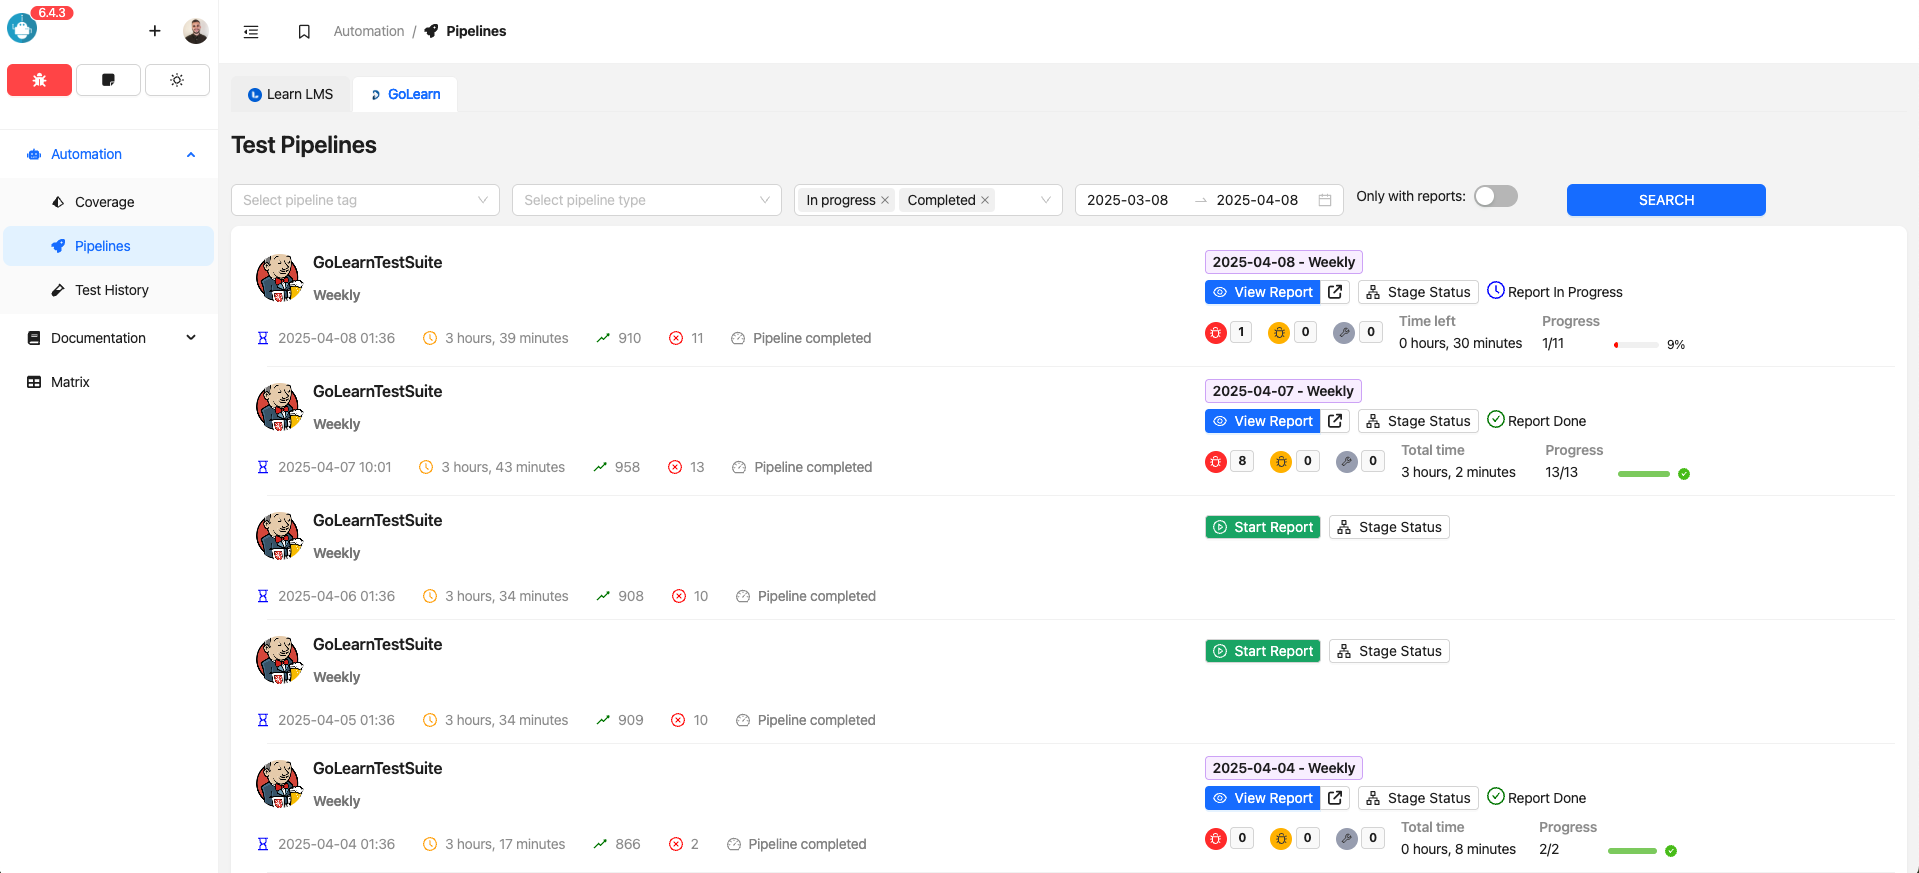 6.4.3
Automation / Pipelines
Learn LMS
GoLearn
Test Pipelines
Automation
Coverage
Pipelines
Test History
Documentation
Matrix
Select pipeline tag
Select pipeline type
In progress
Completed
2025-03-08
2025-04-08
Only with reports:
SEARCH
GoLearnTestSuite
Weekly
2025-04-08 01:36
3 hours, 39 minutes
910
11
Pipeline completed
2025-04-08 - Weekly
View Report
Stage Status
Report In Progress
1
0
0
Time left
0 hours, 30 minutes
Progress
1/11
9%
GoLearnTestSuite
Weekly
2025-04-07 10:01
3 hours, 43 minutes
958
13
Pipeline completed
2025-04-07 - Weekly
View Report
Stage Status
Report Done
8
0
0
Total time
3 hours, 2 minutes
Progress
13/13
GoLearnTestSuite
Weekly
2025-04-06 01:36
3 hours, 34 minutes
908
10
Pipeline completed
Start Report
Stage Status
GoLearnTestSuite
Weekly
2025-04-05 01:36
3 hours, 34 minutes
909
10
Pipeline completed
Start Report
Stage Status
GoLearnTestSuite
Weekly
2025-04-04 01:36
3 hours, 17 minutes
866
2
Pipeline completed
2025-04-04 - Weekly
View Report
Stage Status
Report Done
0
0
0
Total time
0 hours, 8 minutes
Progress
2/2